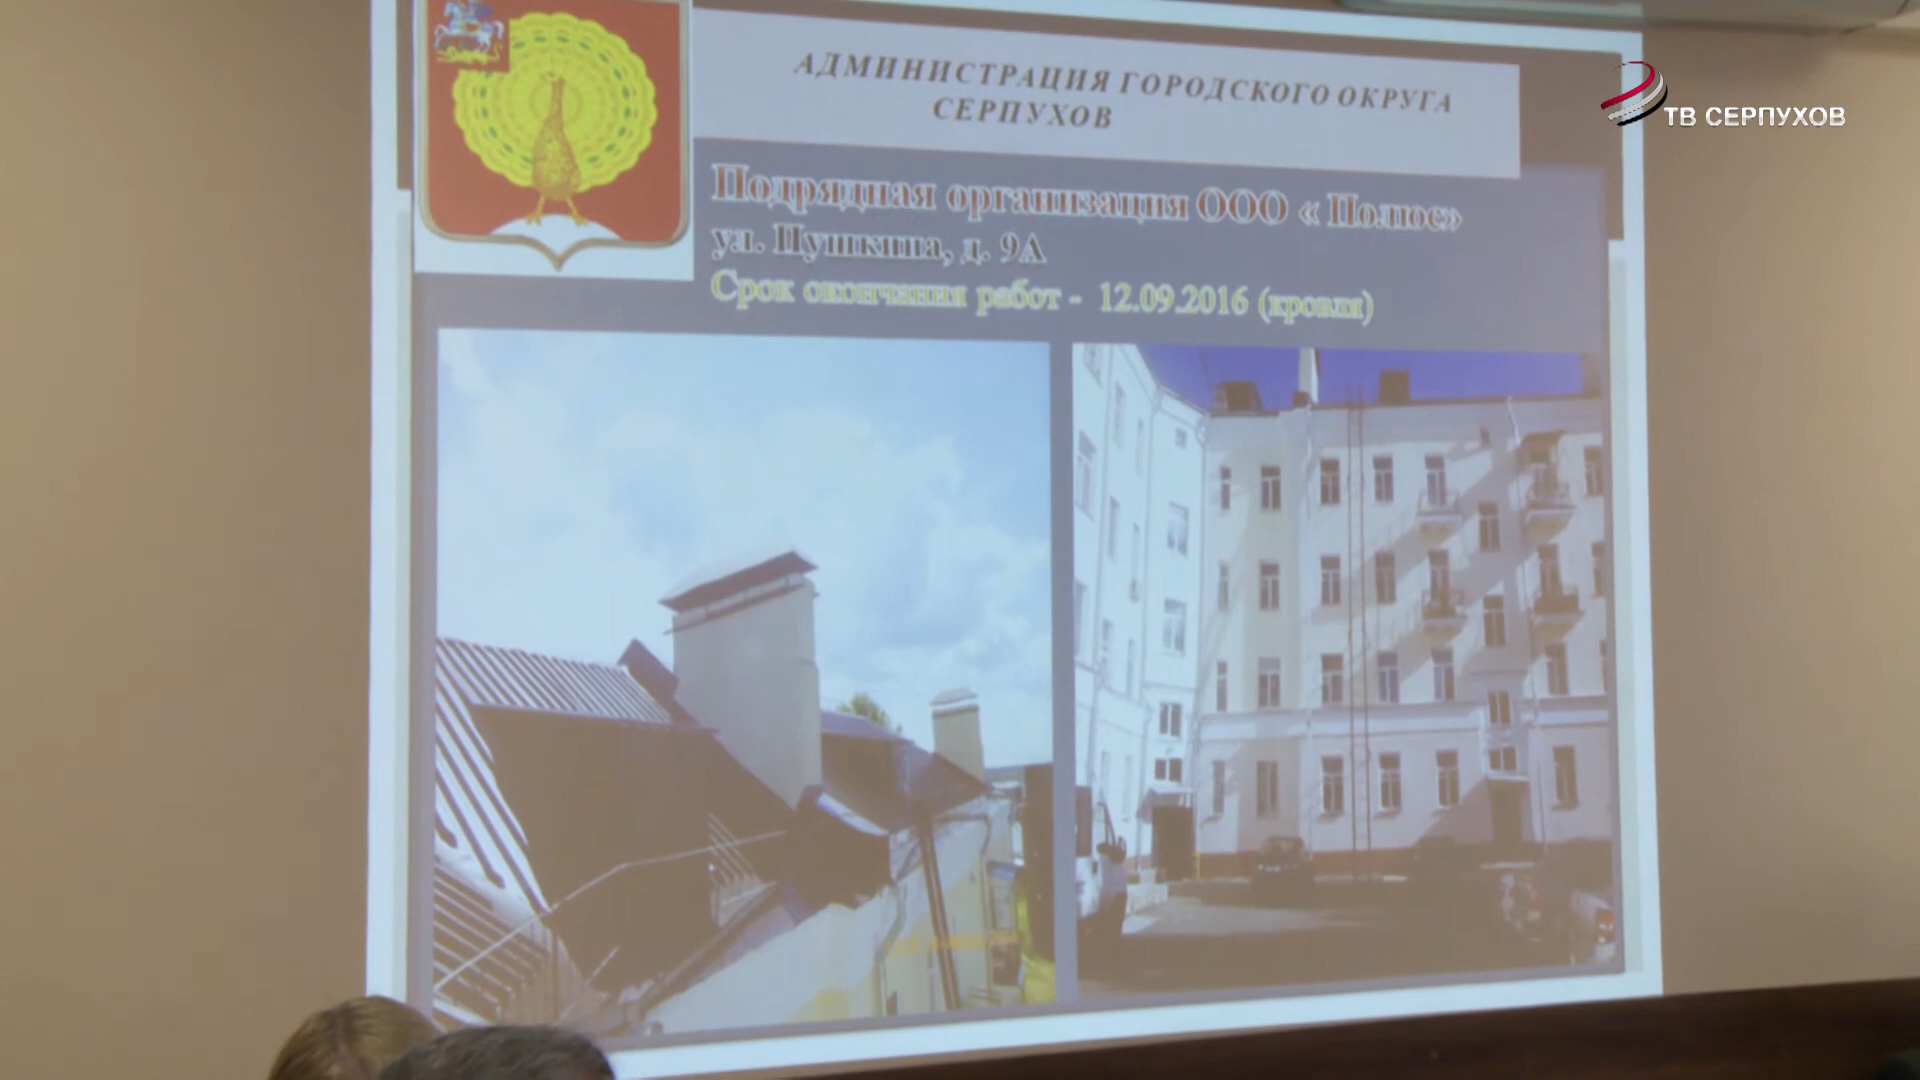 АДМИНИСТРАЦИЯ ГОРОДСКОГО ОКРУГА
СЕРПУХОВ
ТВ СЕРПУХОВ
Подрядная организация ООО « Полюс»
ул. Пушкина, д. 9А
Срок окончания работ - 12.09.2016 (кровля)